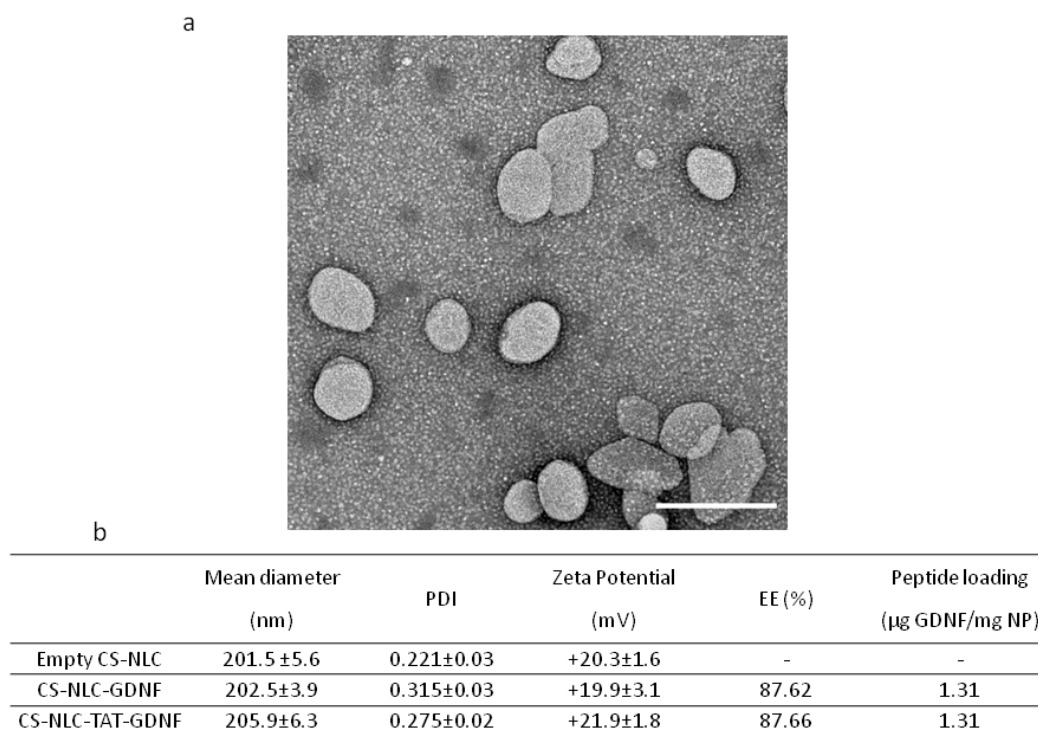 a
b
Mean diameter (nm) PDI Zeta Potential (mV) EE (%) Peptide loading (µg GDNF/mg NP)
Empty CS-NLC 201.5±5.6 0.221±0.03 +20.3±1.6 - -
CS-NLC-GDNF 202.5±3.9 0.315±0.03 +19.9±3.1 87.62 1.31
CS-NLC-TAT-GDNF 205.9±6.3 0.275±0.02 +21.9±1.8 87.66 1.31